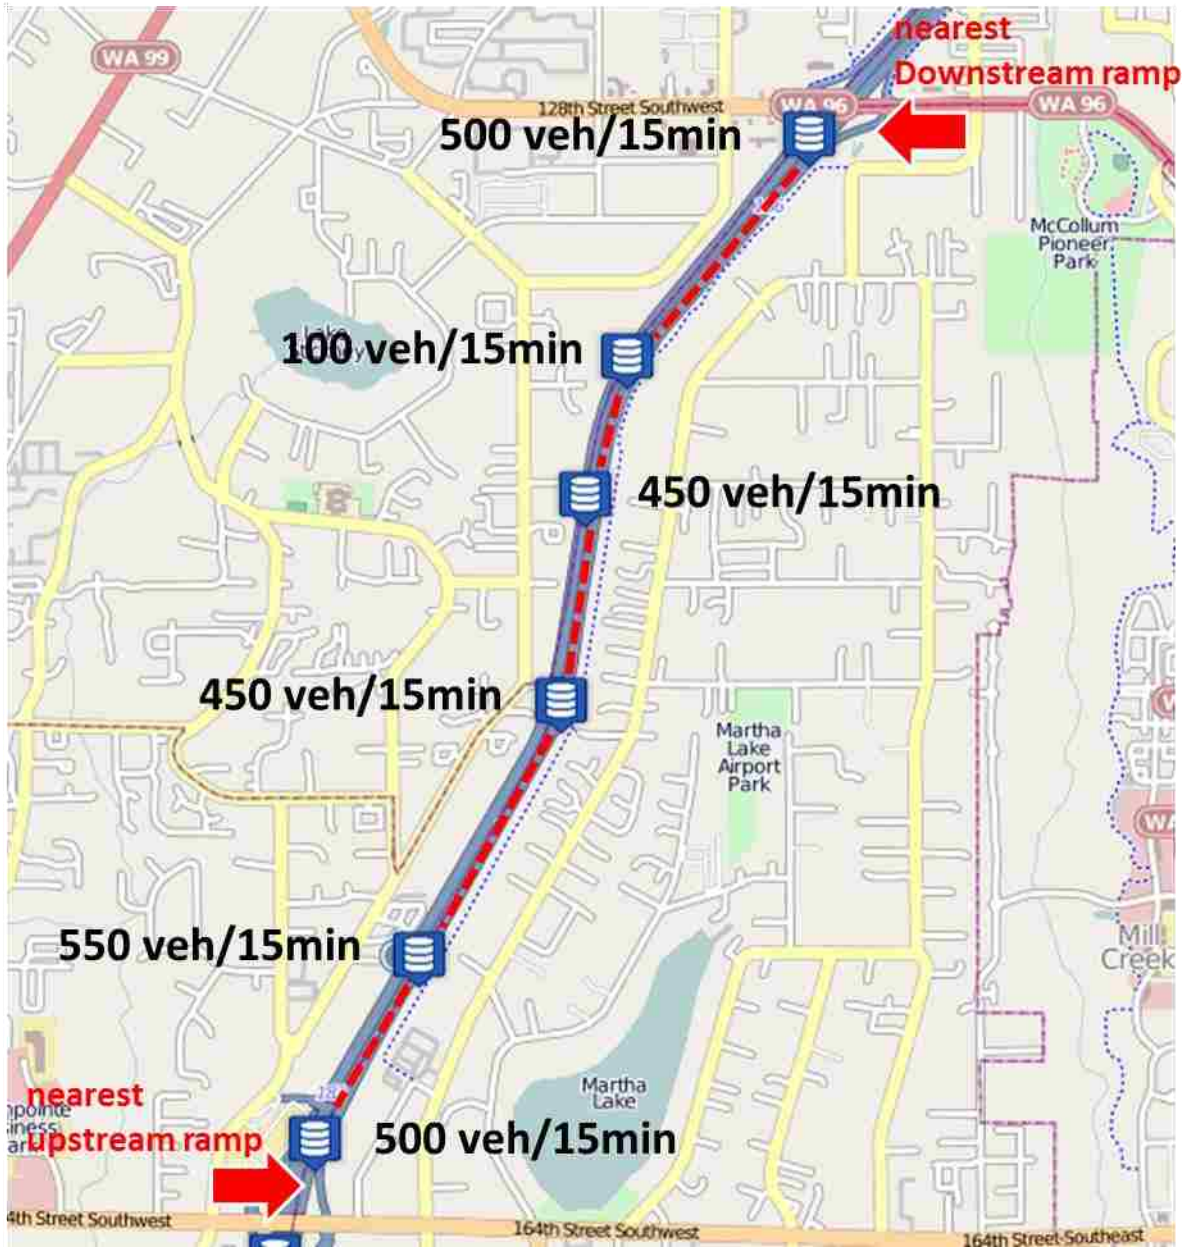 nearest
Downstream ramp
WA 99
128th Street Southwest
WA 96
WA 96
500 veh/15min
McCollum
Pioneer
Park
100 veh/15min
Lake
450 veh/15min
450 veh/15min
Martha
Lake
Airport
Park
550 veh/15min
Mill
Creek
nearest
upstream ramp
18
Martha
Lake
500 veh/15min
4th Street Southwest
164th Street Southwest
164th Street Southeast